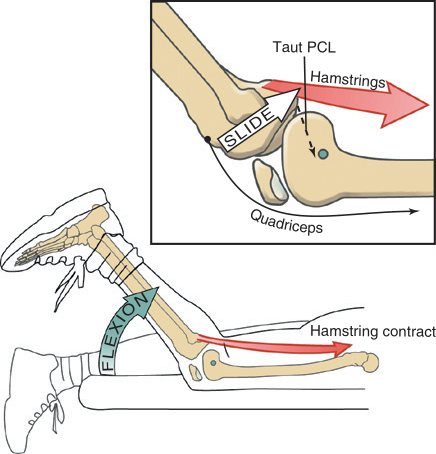 Taut PCL
Hamstrings
SLIDE
Quadriceps
FLEXION
Hamstring contract